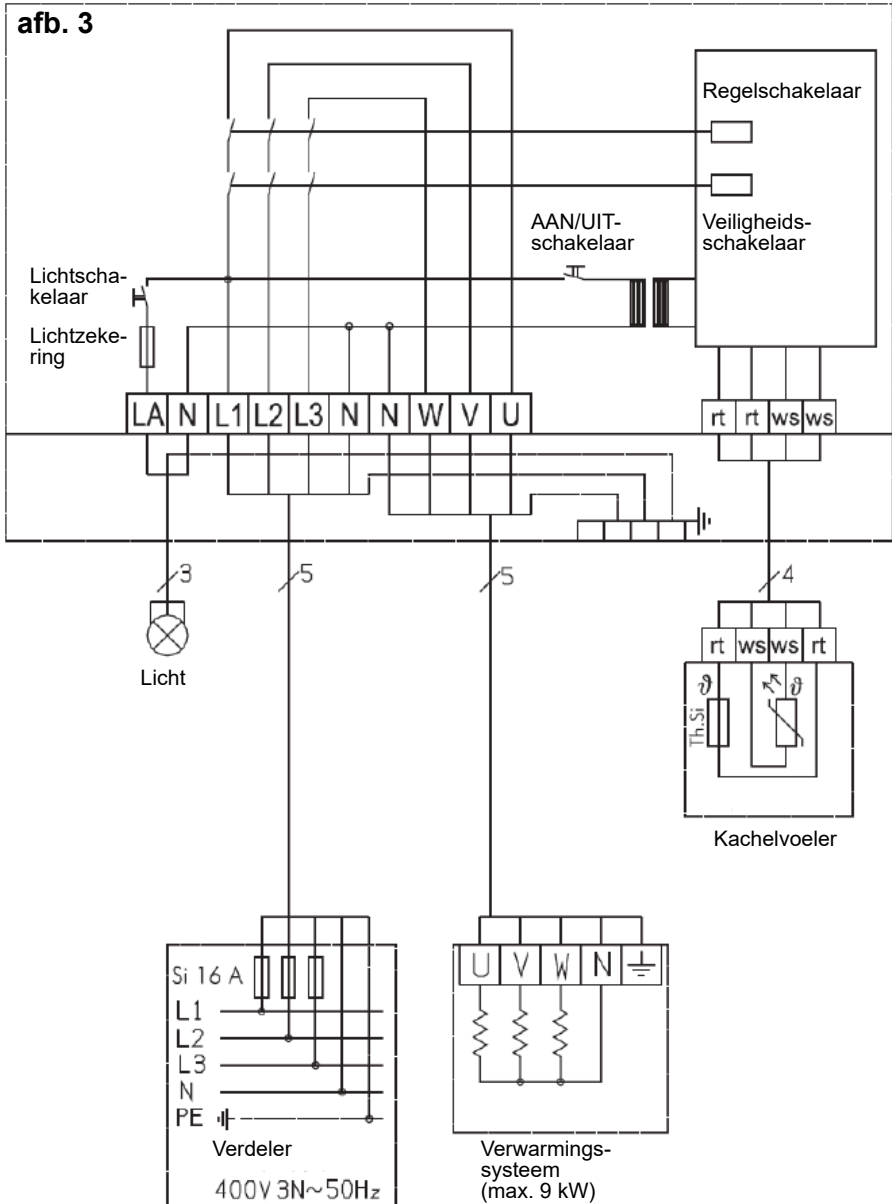 afb. 3
Regelschakelaar
AAN/UIT-
schakelaar
Veiligheids-
schakelaar
Lichtscha-
kelaar
Lichtzeke-
ring
LA N L1 L2 L3 N N W V U
rt rt ws ws
3 5 5 4
Licht
rt ws ws rt
ϑ ϑ
Th.Si
Kachelvoeler
Si 16 A
L1
L2
L3
N
PE
Verdeler
400V 3N~50Hz
U V W N
Verwarmings-
systeem
(max. 9 kW)